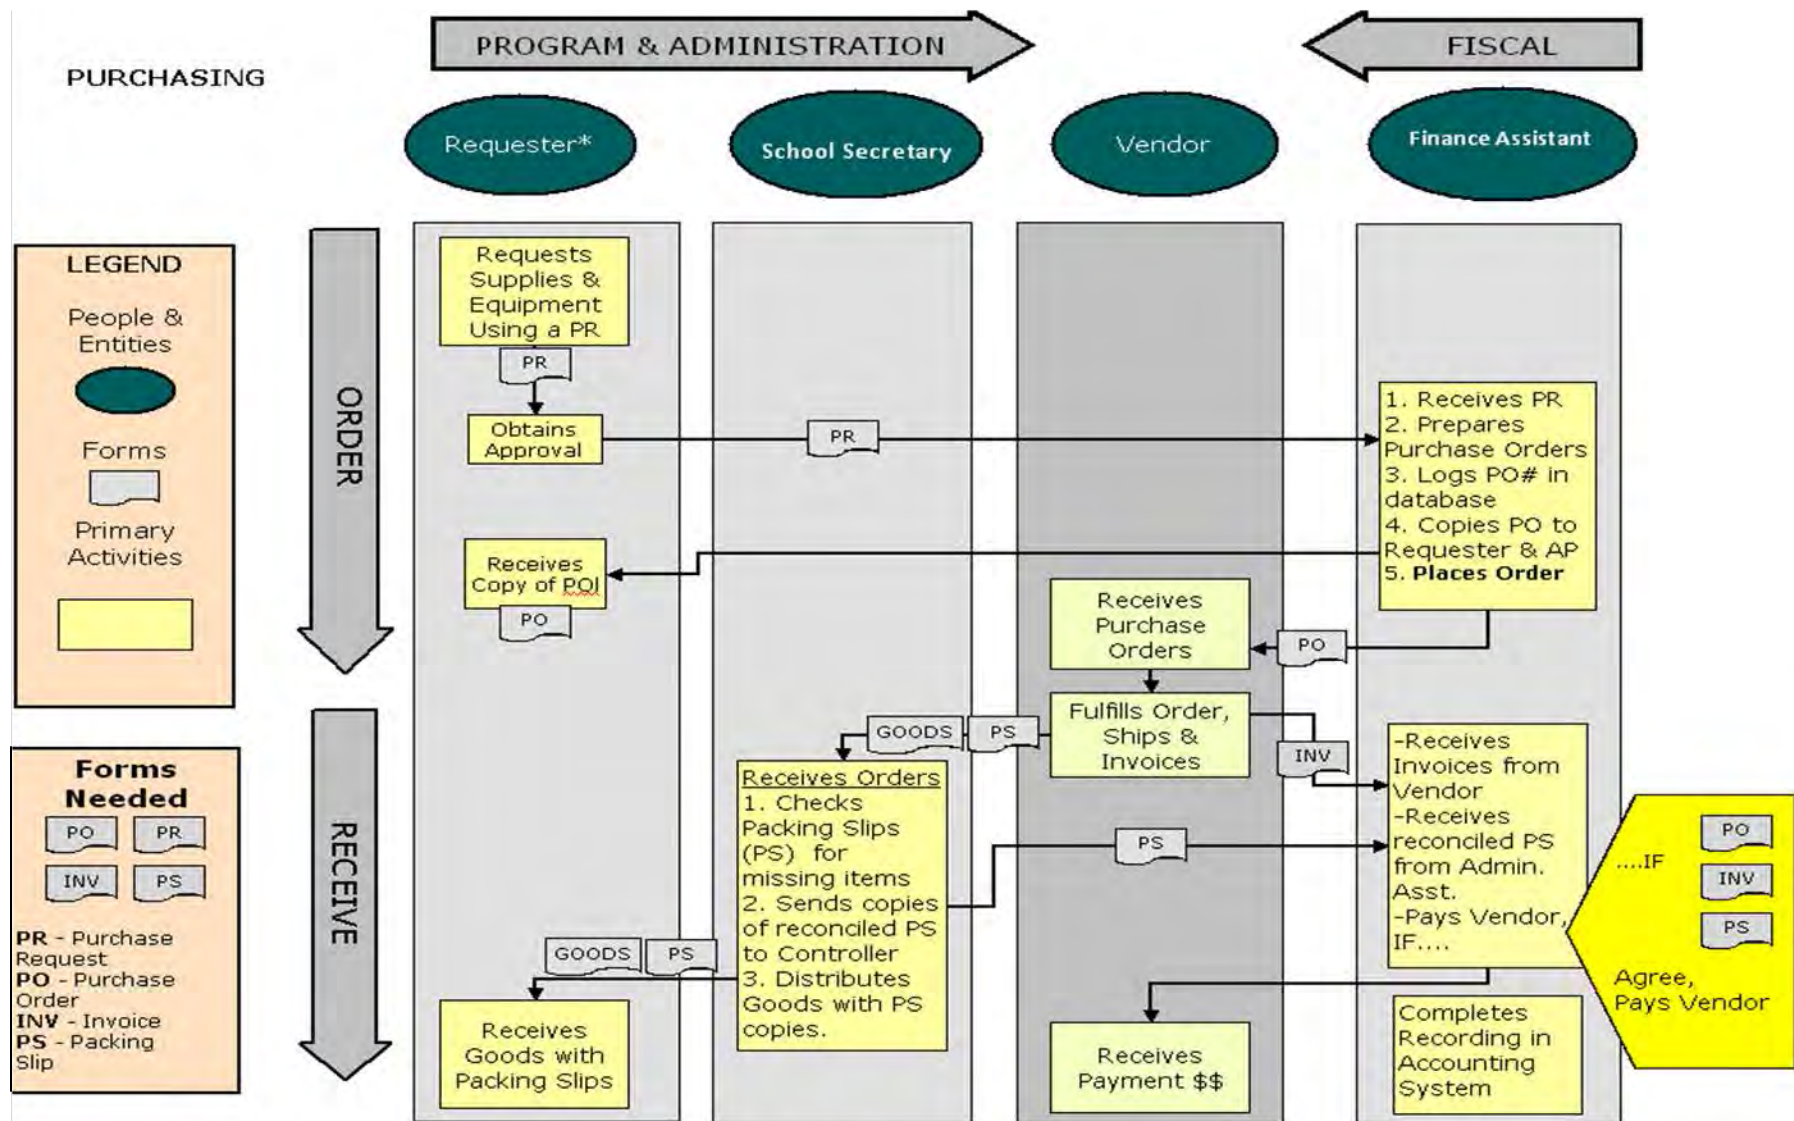 PURCHASING
PROGRAM & ADMINISTRATION
FISCAL
Requester*
School Secretary
Vendor
Finance Assistant
LEGEND
People &
Entities
Forms
Primary
Activities
ORDER
Requests
Supplies &
Equipment
Using a PR
PR
Obtains
Approval
PR
1. Receives PR
2. Prepares
Purchase Orders
3. Logs PO# in
database
4. Copies PO to
Requester & AP
5. Places Order
Receives
Copy of POl
PO
Receives
Purchase
Orders
PO
Forms
Needed
PO
PR
INV
PS
PR - Purchase
Request
PO - Purchase
Order
INV - Invoice
PS - Packing
Slip
RECEIVE
Fulfills Order,
Ships &
Invoices
GOODS
PS
INV
Receives Orders
1. Checks
Packing Slips
(PS) for
missing items
2. Sends copies
of reconciled PS
to Controller
3. Distributes
Goods with PS
copies.
PS
-Receives
Invoices from
Vendor
-Receives
reconciled PS
from Admin.
Asst.
-Pays Vendor,
IF....
....IF
PO
INV
PS
Agree,
Pays Vendor
GOODS
PS
Receives
Goods with
Packing Slips
Receives
Payment $$
Completes
Recording in
Accounting
System